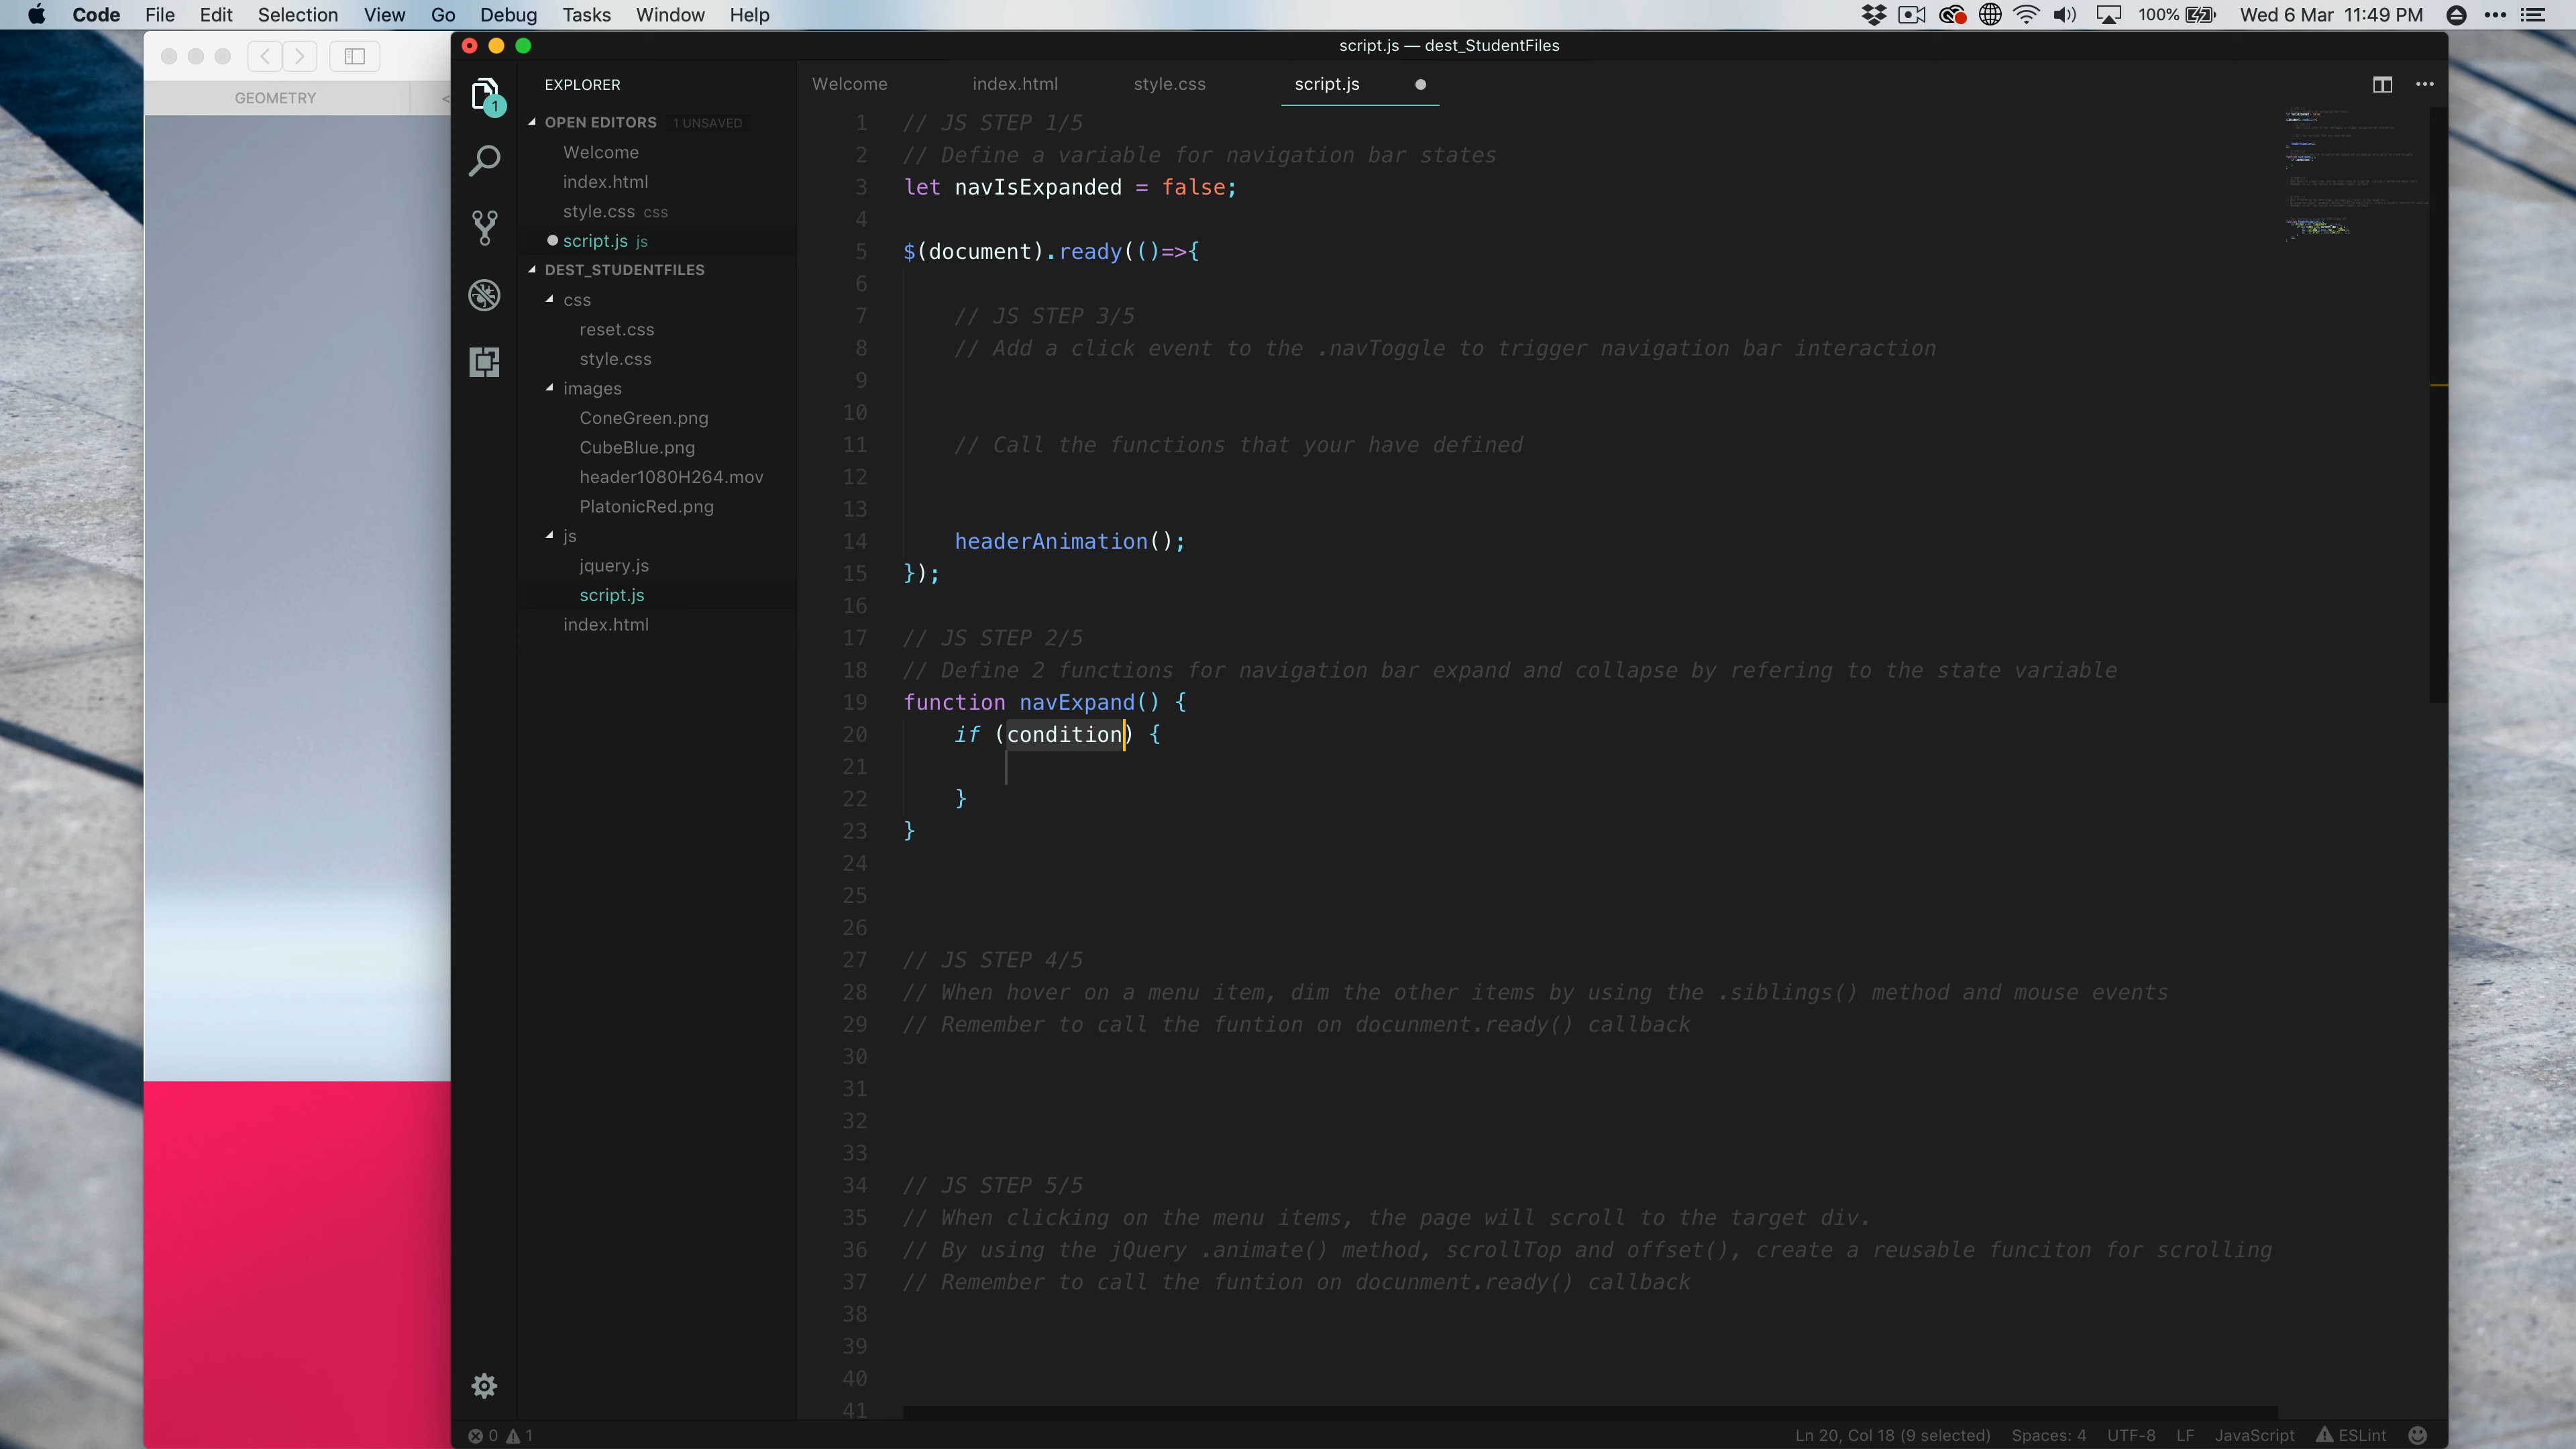 Code File Edit Selection View Go Debug Tasks Window Help 100% Wed 6 Mar 11:49 PM
script.js — dest_StudentFiles
GEOMETRY <
1
EXPLORER
OPEN EDITORS 1 UNSAVED
Welcome
index.html
style.css css
script.js js
DEST_STUDENTFILES
css
reset.css
style.css
images
ConeGreen.png
CubeBlue.png
header1080H264.mov
PlatonicRed.png
js
jquery.js
script.js
index.html
Welcome index.html style.css script.js
1 // JS STEP 1/5
2 // Define a variable for navigation bar states
3 let navIsExpanded = false;
4
5 $(document).ready(()=>{
6
7 // JS STEP 3/5
8 // Add a click event to the .navToggle to trigger navigation bar interaction
9
10
11 // Call the functions that your have defined
12
13
14 headerAnimation();
15 });
16
17 // JS STEP 2/5
18 // Define 2 functions for navigation bar expand and collapse by refering to the state variable
19 function navExpand() {
20 if (condition) {
21
22 }
23 }
24
25
26
27 // JS STEP 4/5
28 // When hover on a menu item, dim the other items by using the .siblings() method and mouse events
29 // Remember to call the funtion on docunment.ready() callback
30
31
32
33
34 // JS STEP 5/5
35 // When clicking on the menu items, the page will scroll to the target div.
36 // By using the jQuery .animate() method, scrollTop and offset(), create a reusable funciton for scrolling
37 // Remember to call the funtion on docunment.ready() callback
38
39
40
41
0 1 Ln 20, Col 18 (9 selected) Spaces: 4 UTF-8 LF JavaScript ESLint